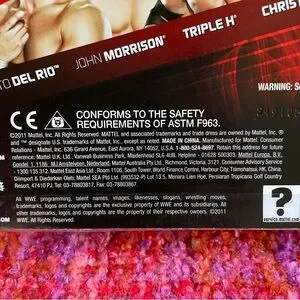 TO DEL RIO™
JOHN MORRISON®
TRIPLE H®
CHRIS
WARNING: S
CE
CONFORMS TO THE SAFETY
REQUIREMENTS OF ASTM F963.
©2011 Mattel, Inc. MATTEL and associated trademarks and trade dress are owned by Mattel, Inc. ®
and ™ designate U.S. trademarks of Mattel, Inc., except as noted. MADE IN CHINA. Manufactured for Mattel. Consumer
Relations - Mattel, Inc. 636 Girard Avenue, East Aurora, NY 14052, U.S.A. 1-800-524-8697. Retain this address for future
reference: Mattel U.K. Ltd., Vanwall Business Park, Maidenhead SL6 4UB. Helpline - 01628 500303. Mattel Europa, B.V.,
Gondel 1, 1186 MJ Amstelveen, Nederland. Mattel Australia Pty. Ltd., Richmond, Victoria. 3121. Consumer Advisory Service -
1300 135 312. Mattel East Asia Ltd., Room 1106, South Tower, World Finance Centre, Harbour City, Tsimshatsui, HK, China.
Diimport & Diedarkan Oleh: Mattel SEA Pte Ltd. (993532-P) Lot 13.5, Menara Lien Hoe, Persiaran Tropicana Golf Country
Resort, 47410 PJ. Tel: 03-78803817, Fax: 03-78803867.
All WWE programming, talent names, images, likenesses, slogans, wrestling moves,
trademarks, logos and copyrights are the exclusive property of WWE and its subsidiaries. All
other trademarks, logos and copyrights are the property of their respective owners. ©2011
WWE. All Rights Reserved.
?
service.mattel.com
OM